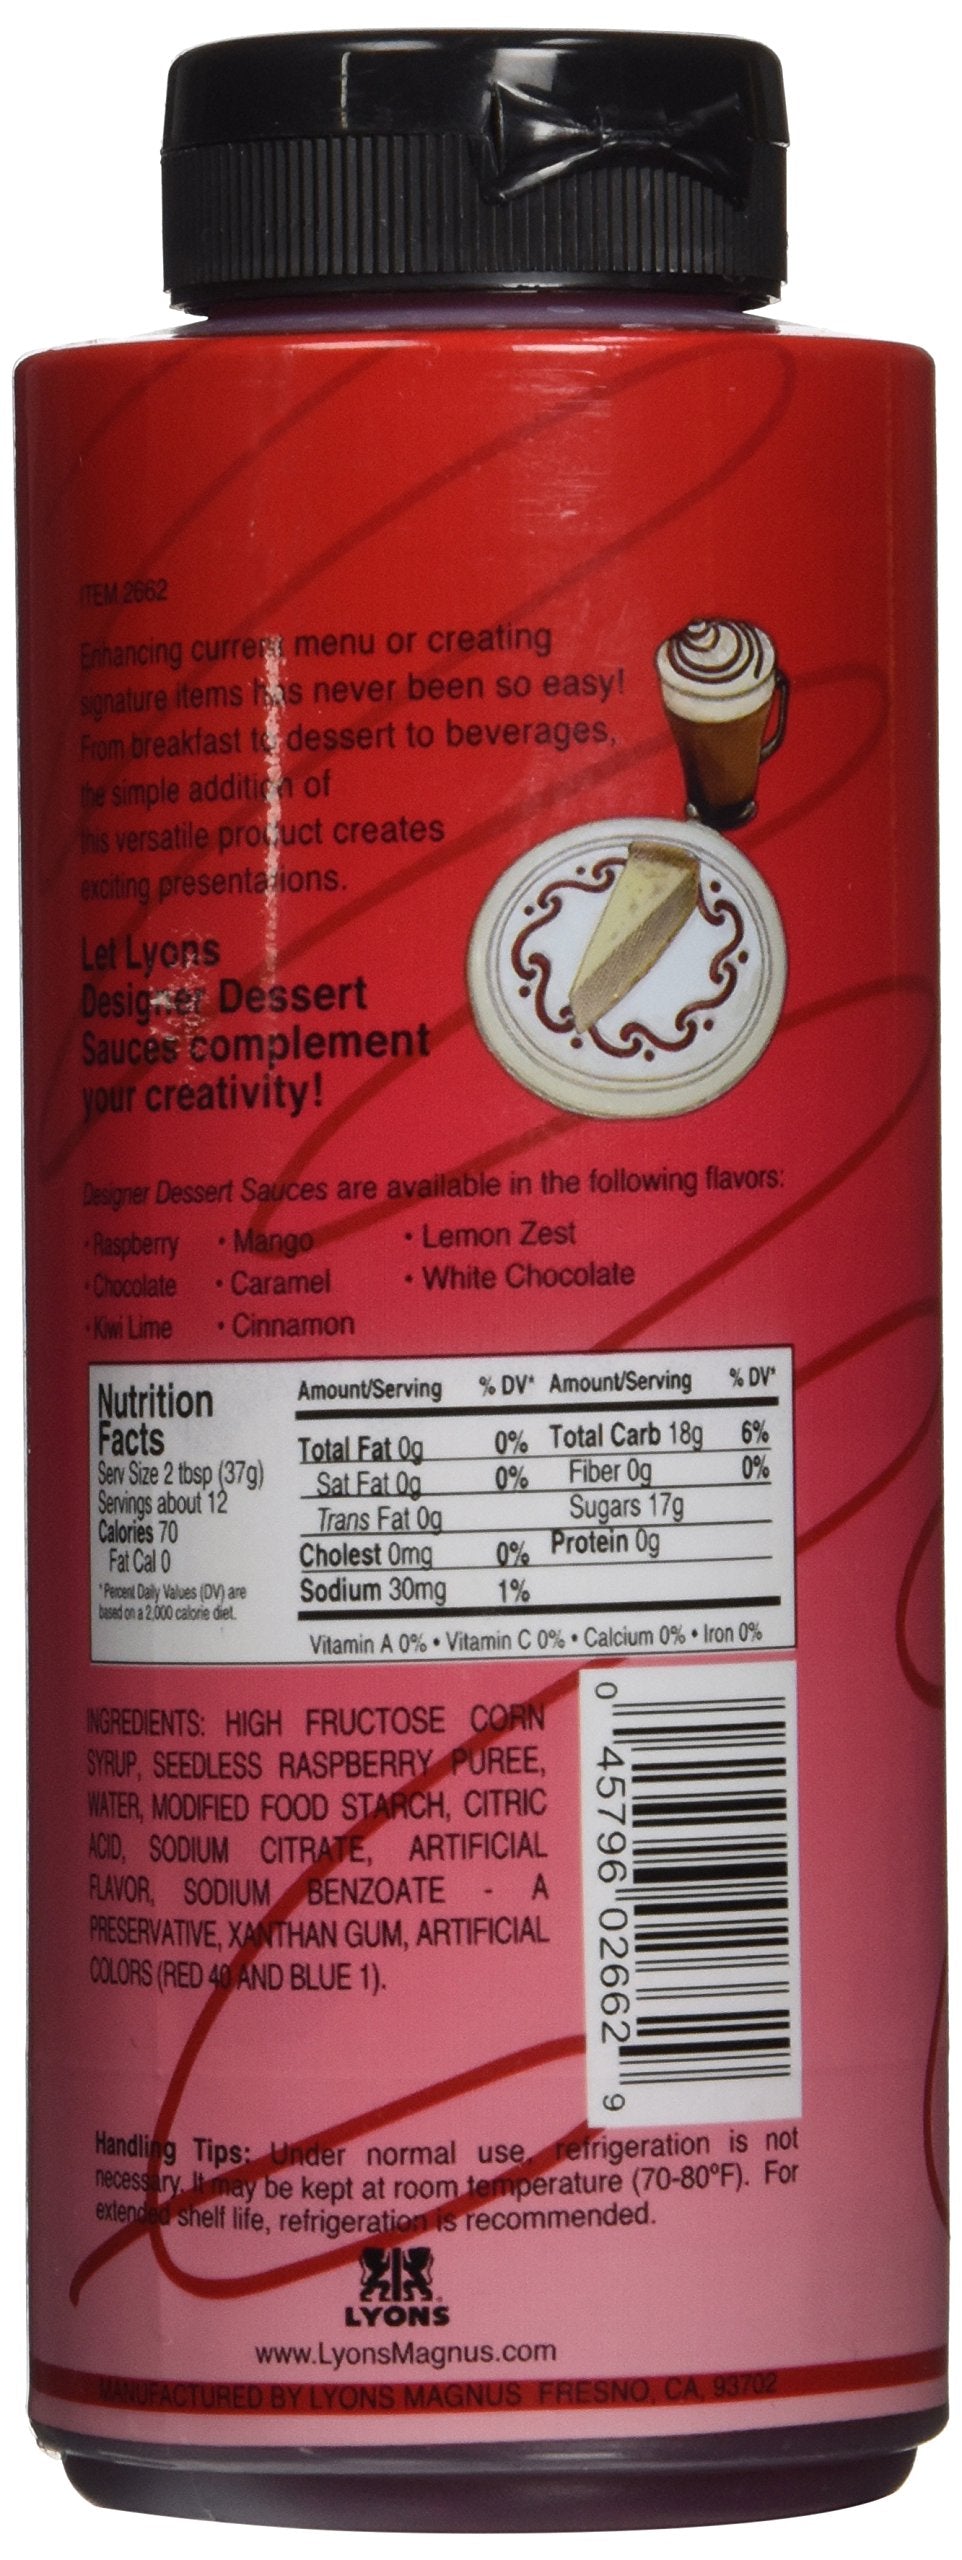 ITEM 2662
Enhancing current menu or creating
signature items has never been so easy!
From breakfast to dessert to beverages,
the simple addition of
this versatile product creates
exciting presentations.
Let Lyons
Designer Dessert
Sauces complement
your creativity!
Designer Dessert Sauces are available in the following flavors:
• Raspberry • Mango • Lemon Zest
• Chocolate • Caramel • White Chocolate
• Kiwi Lime • Cinnamon
Nutrition
Facts
Serv Size 2 tbsp (37g)
Servings about 12
Calories 70
Fat Cal 0
*Percent Daily Values (DV) are
based on a 2,000 calorie diet.
Amount/Serving % DV* Amount/Serving % DV*
Total Fat 0g 0% Total Carb 18g 6%
Sat Fat 0g 0% Fiber 0g 0%
Trans Fat 0g Sugars 17g
Cholest 0mg 0% Protein 0g
Sodium 30mg 1%
Vitamin A 0% • Vitamin C 0% • Calcium 0% • Iron 0%
INGREDIENTS: HIGH FRUCTOSE CORN
SYRUP, SEEDLESS RASPBERRY PUREE,
WATER, MODIFIED FOOD STARCH, CITRIC
ACID, SODIUM CITRATE, ARTIFICIAL
FLAVOR, SODIUM BENZOATE - A
PRESERVATIVE, XANTHAN GUM, ARTIFICIAL
COLORS (RED 40 AND BLUE 1).
0 45796 02662 9
Handling Tips: Under normal use, refrigeration is not
necessary. It may be kept at room temperature (70-80ºF). For
extended shelf life, refrigeration is recommended.
LYONS
www.LyonsMagnus.com
MANUFACTURED BY LYONS MAGNUS FRESNO, CA, 93702